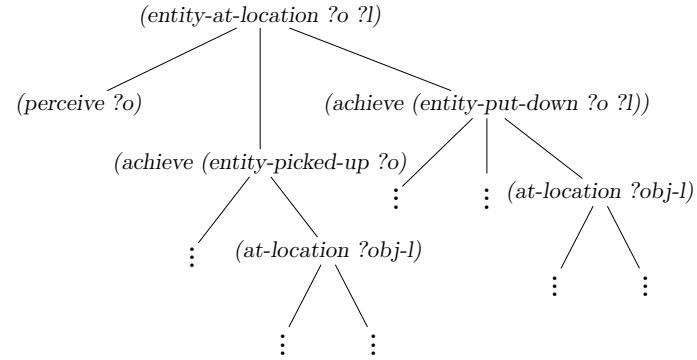 (entity-at-location ?o ?l)
(perceive ?o)
(achieve (entity-put-down ?o ?l))
(achieve (entity-picked-up ?o)
(at-location ?obj-l)
(at-location ?obj-l)